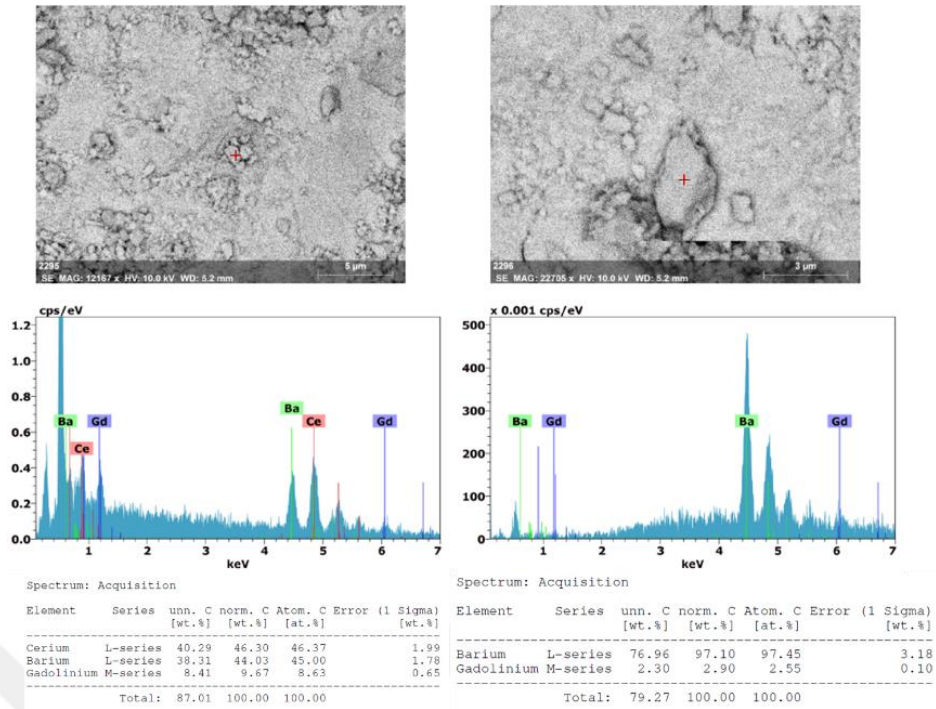 2295
SE MAG: 12167 x HV: 10.0 kV WD: 5.2 mm
5 µm
2296
SE MAG: 22705 x HV: 10.0 kV WD: 5.2 mm
3 µm
cps/eV
1.2
1.0
0.8
0.6
0.4
0.2
0.0
Ba
Ce
Gd
Ba
Ce
Gd
1 2 3 4 5 6 7
keV
x 0.001 cps/eV
500
400
300
200
100
0
Ba
Gd
Ba
Gd
1 2 3 4 5 6 7
keV
Spectrum: Acquisition
Element Series unn. C norm. C Atom. C Error (1 Sigma)
[wt.%] [wt.%] [at.%] [wt.%]
Cerium L-series 40.29 46.30 46.37 1.99
Barium L-series 38.31 44.03 45.00 1.78
Gadolinium M-series 8.41 9.67 8.63 0.65
Total: 87.01 100.00 100.00
Spectrum: Acquisition
Element Series unn. C norm. C Atom. C Error (1 Sigma)
[wt.%] [wt.%] [at.%] [wt.%]
Barium L-series 76.96 97.10 97.45 3.18
Gadolinium M-series 2.30 2.90 2.55 0.10
Total: 79.27 100.00 100.00